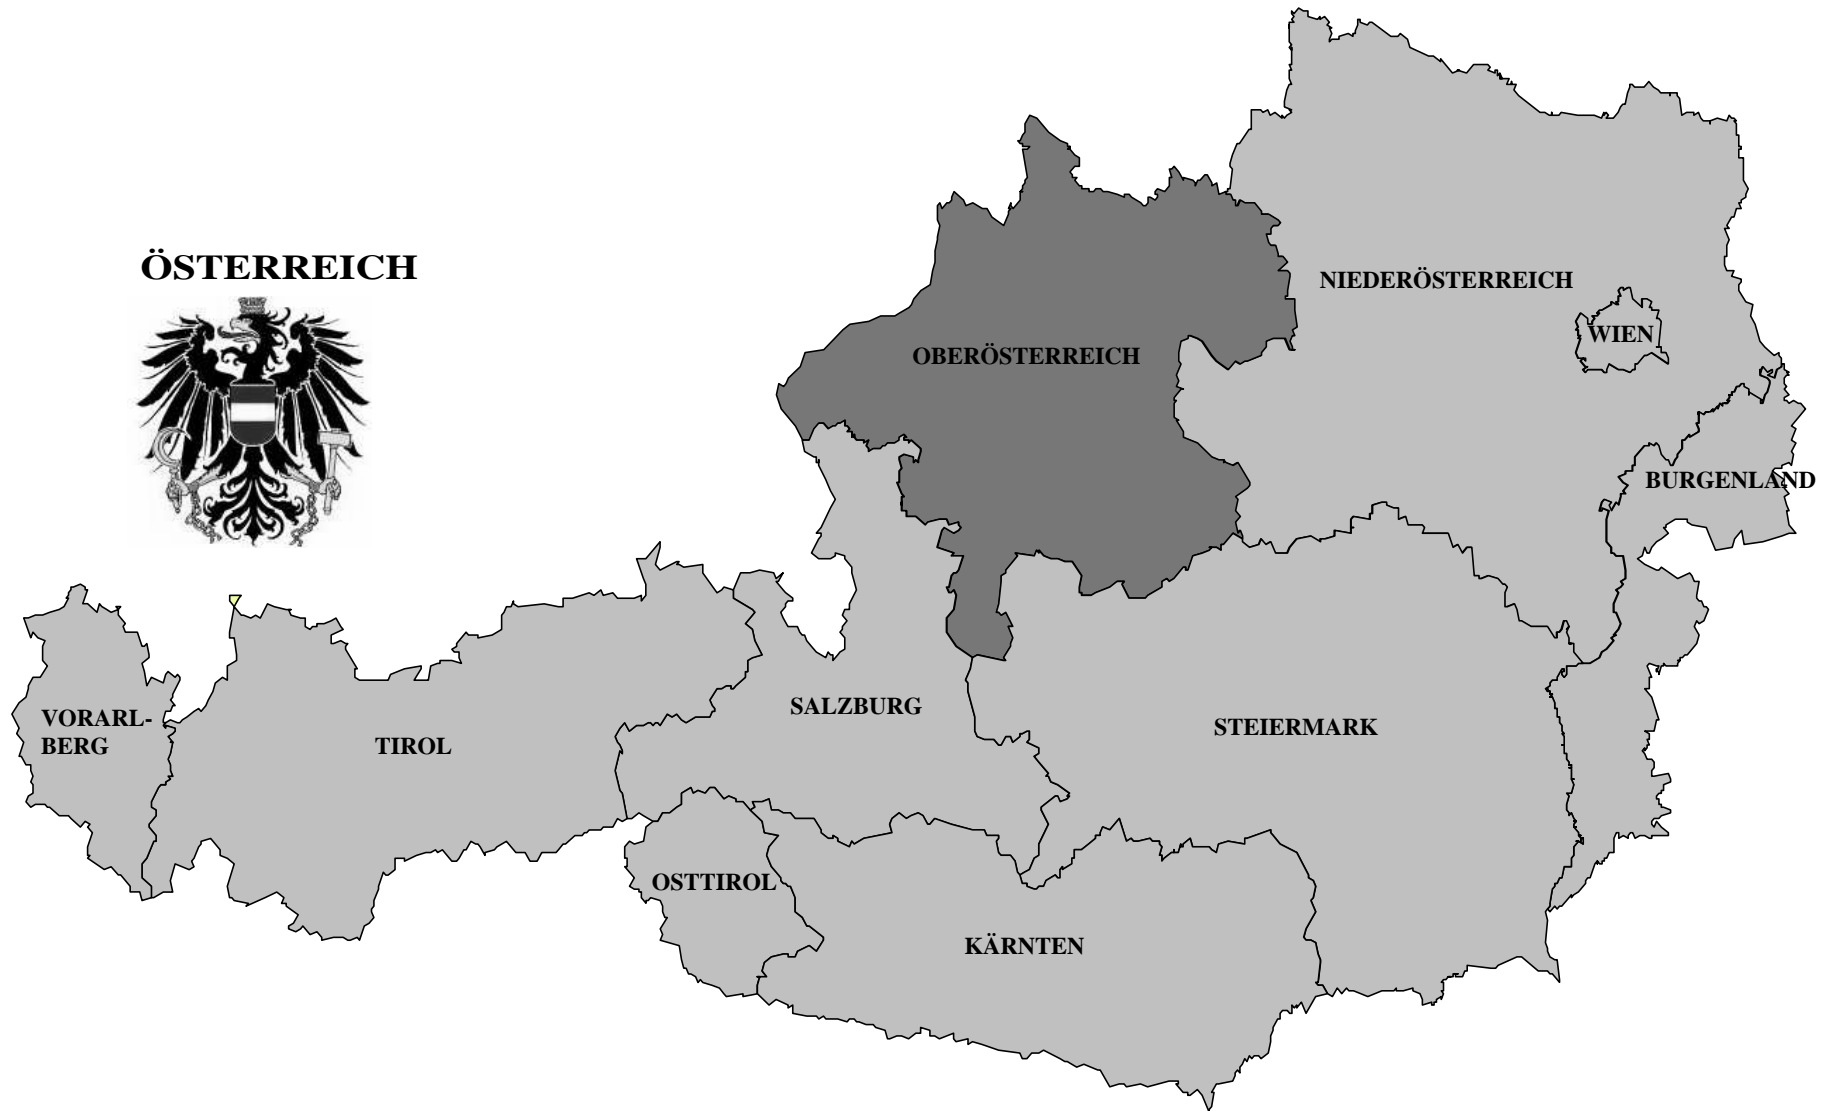 ÖSTERREICH
NIEDERÖSTERREICH
WIEN
OBERÖSTERREICH
BURGENLAND
SALZBURG
STEIERMARK
VORARL-
BERG
TIROL
OSTTIROL
KÄRNTEN